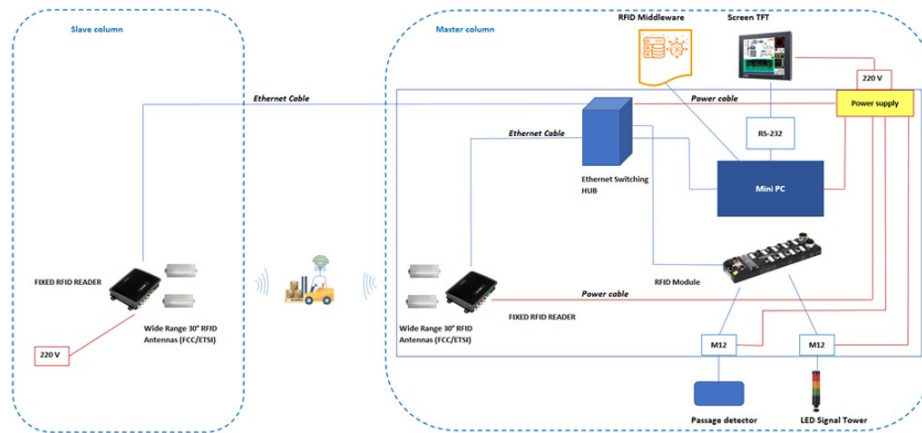 Slave column
Master column
RFID Middleware
Screen TFT
220 V
Ethernet Cable
Power cable
Power supply
Ethernet Cable
RS-232
Ethernet Switching
HUB
Mini PC
FIXED RFID READER
RFID Module
Power cable
Wide Range 30° RFID
Antennas (FCC/ETSI)
Wide Range 30° RFID
Antennas (FCC/ETSI)
FIXED RFID READER
220 V
M12
M12
Passage detector
LED Signal Tower